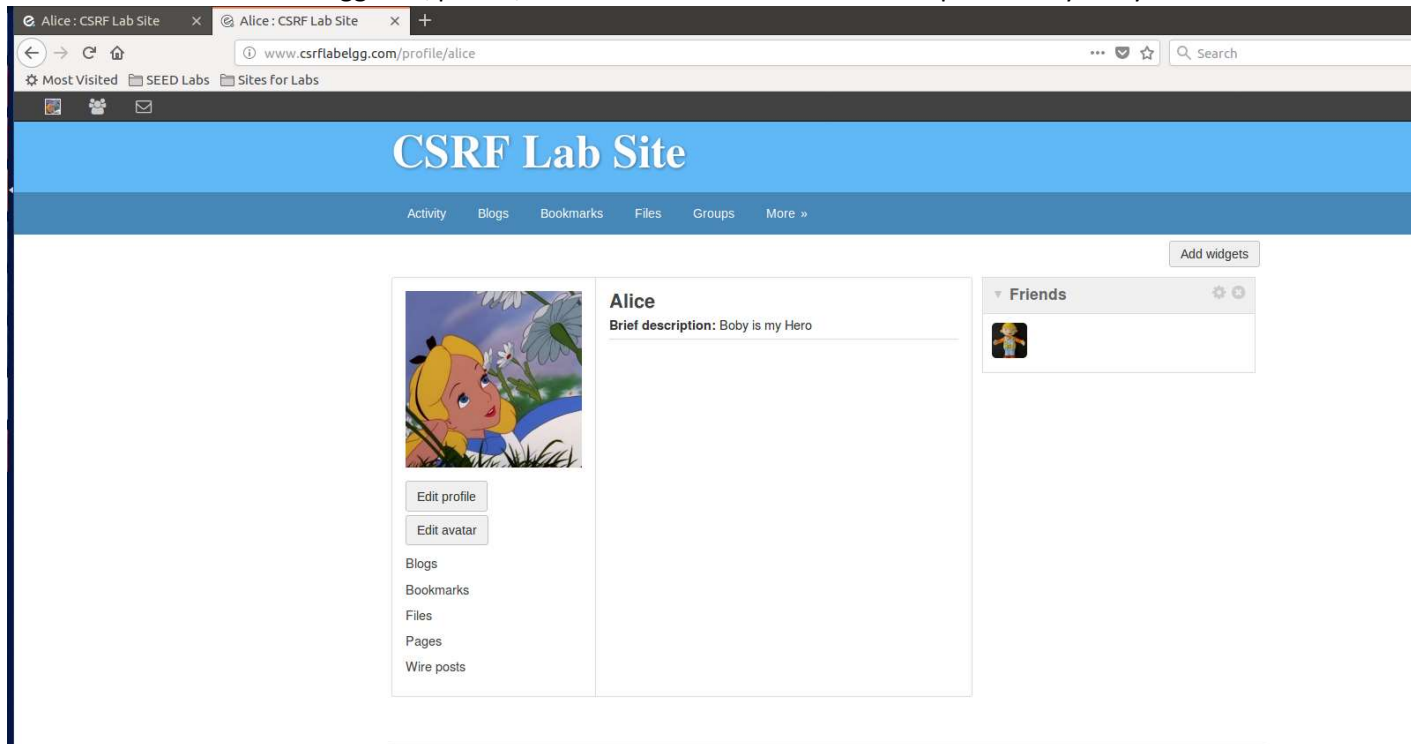 Alice : CSRF Lab Site × Alice : CSRF Lab Site × +
www.csrflabelgg.com/profile/alice ••• Search
Most Visited SEED Labs Sites for Labs
CSRF Lab Site
Activity Blogs Bookmarks Files Groups More »
Add widgets
Alice
Brief description: Boby is my Hero
Friends
Edit profile
Edit avatar
Blogs
Bookmarks
Files
Pages
Wire posts